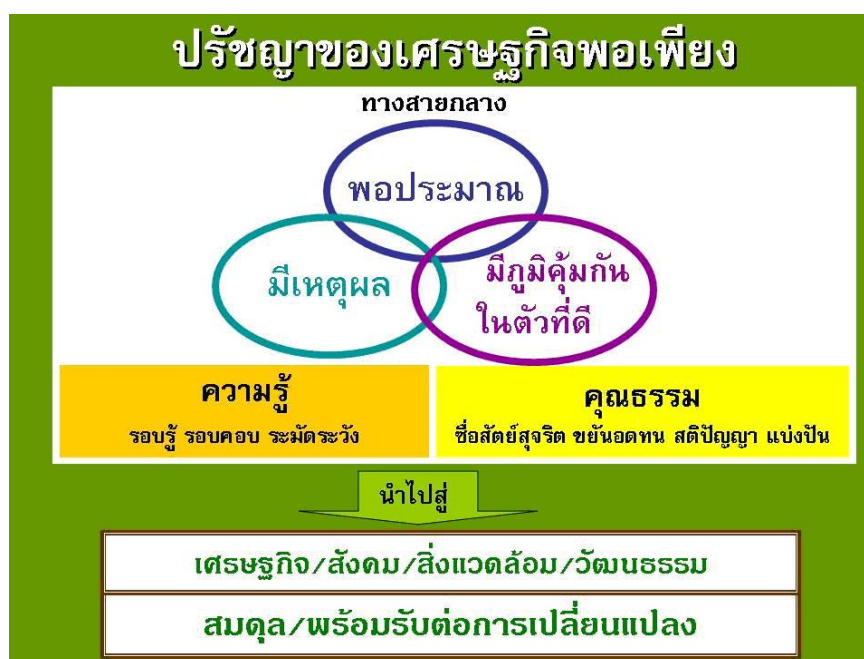 ปรัชญาของเศรษฐกิจพอเพียง
ทางสายกลาง
พอประมาณ
มีเหตุผล
มีภูมิคุ้มกัน
ในตัวที่ดี
ความรู้
รอบรู้ รอบคอบ ระมัดระวัง
คุณธรรม
ซื่อสัตย์สุจริต ขยันอดทน สติปัญญา แบ่งปัน
นำไปสู่
เศรษฐกิจ/สังคม/สิ่งแวดล้อม/วัฒนธรรม
สมดุล/พร้อมรับต่อการเปลี่ยนแปลง